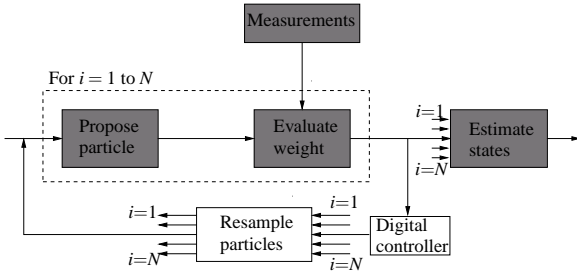 Measurements
For i = 1 to N
Propose
particle
Evaluate
weight
i=1
Estimate
states
i=N
i=1
Resample
particles
i=N
i=1
i=N
Digital
controller